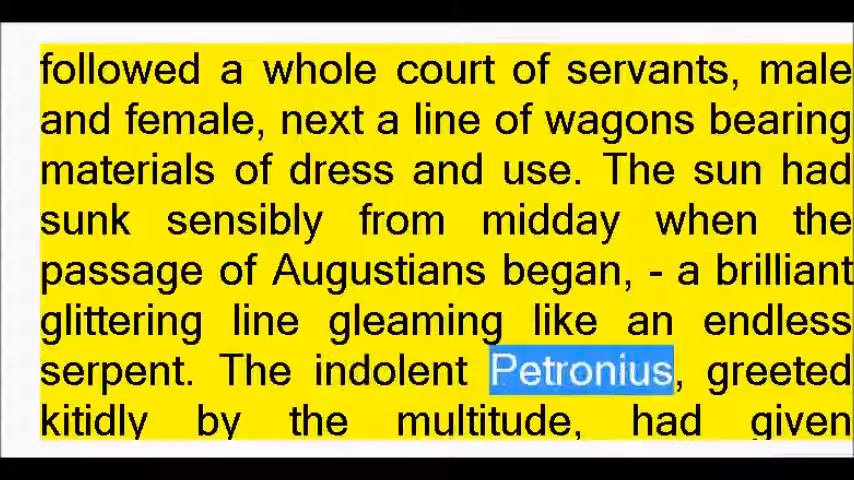 followed a whole court of servants, male
and female, next a line of wagons bearing
materials of dress and use. The sun had
sunk sensibly from midday when the
passage of Augustians began, - a brilliant
glittering line gleaming like an endless
serpent. The indolent Petronius, greeted
kitidly by the multitude, had given